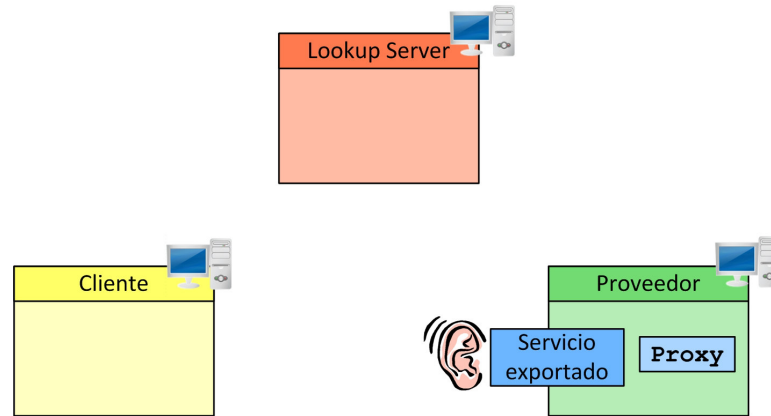 Lookup Server
Cliente
Proveedor
Servicio
exportado
Proxy